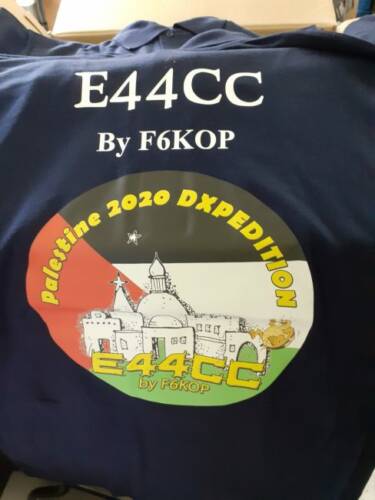 E44CC
By F6KOP
Palestine 2020 DXPEDITION
E44CC
by F6KOP